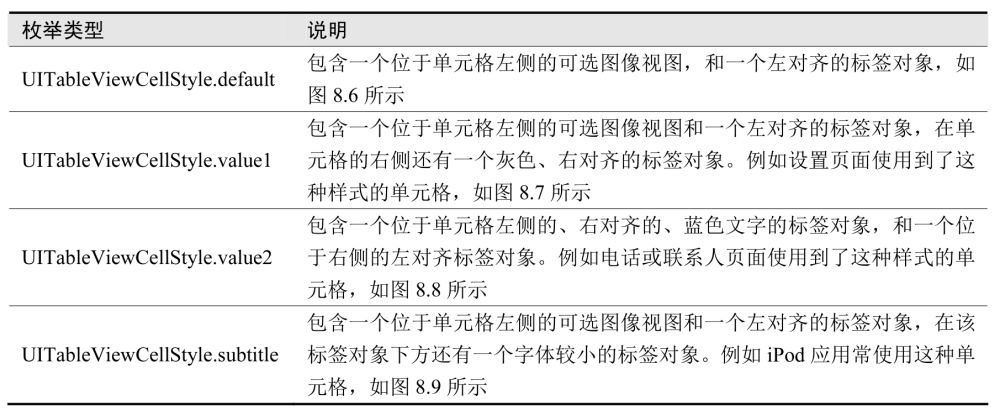 枚举类型 说明
包含一个位于单元格左侧的可选图像视图，和一个左对齐的标签对象，如
UITableViewCellStyle.default
图 8.6 所示
包含一个位于单元格左侧的可选图像视图和一个左对齐的标签对象，在单
UITableViewCellStyle.value1 元格的右侧还有一个灰色、右对齐的标签对象。例如设置页面使用到了这
种样式的单元格，如图 8.7 所示
包含一个位于单元格左侧的、右对齐的、蓝色文字的标签对象，和一个位
UITableViewCellStyle.value2 于右侧的左对齐标签对象。例如电话或联系人页面使用到了这种样式的单
元格，如图 8.8 所示
包含一个位于单元格左侧的可选图像视图和一个左对齐的标签对象，在该
UITableViewCellStyle.subtitle 标签对象下方还有一个字体较小的标签对象。例如 iPod 应用常使用这种单
元格，如图 8.9 所示